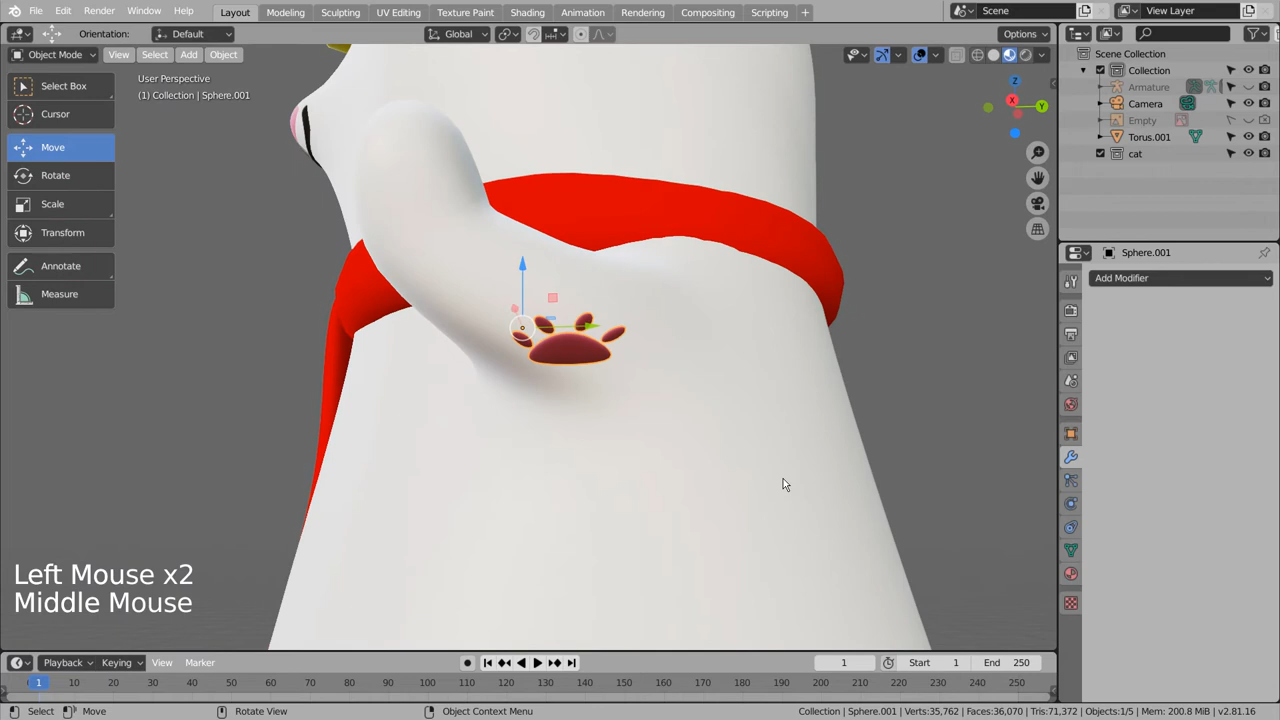 File Edit Render Window Help Layout Modeling Sculpting UV Editing Texture Paint Shading Animation Rendering Compositing Scripting + Scene View Layer
Orientation: Default Global Options
Object Mode View Select Add Object
User Perspective
(1) Collection | Sphere.001
Select Box
Cursor
Move
Rotate
Scale
Transform
Annotate
Measure
Z
X
Y
Scene Collection
Collection
Armature
Camera
Empty
Torus.001
cat
Sphere.001
Add Modifier
Left Mouse x2
Middle Mouse
Playback Keying View Marker 1 Start 1 End 250
1 10 20 30 40 50 60 70 80 90 100 110 120 130 140 150 160 170 180 190 200 210 220 230 240 250
Select Move Rotate View Object Context Menu Collection | Sphere.001 | Verts:35,762 | Faces:36,070 | Tris:71,372 | Objects:1/5 | Mem: 200.8 MiB | v2.81.16